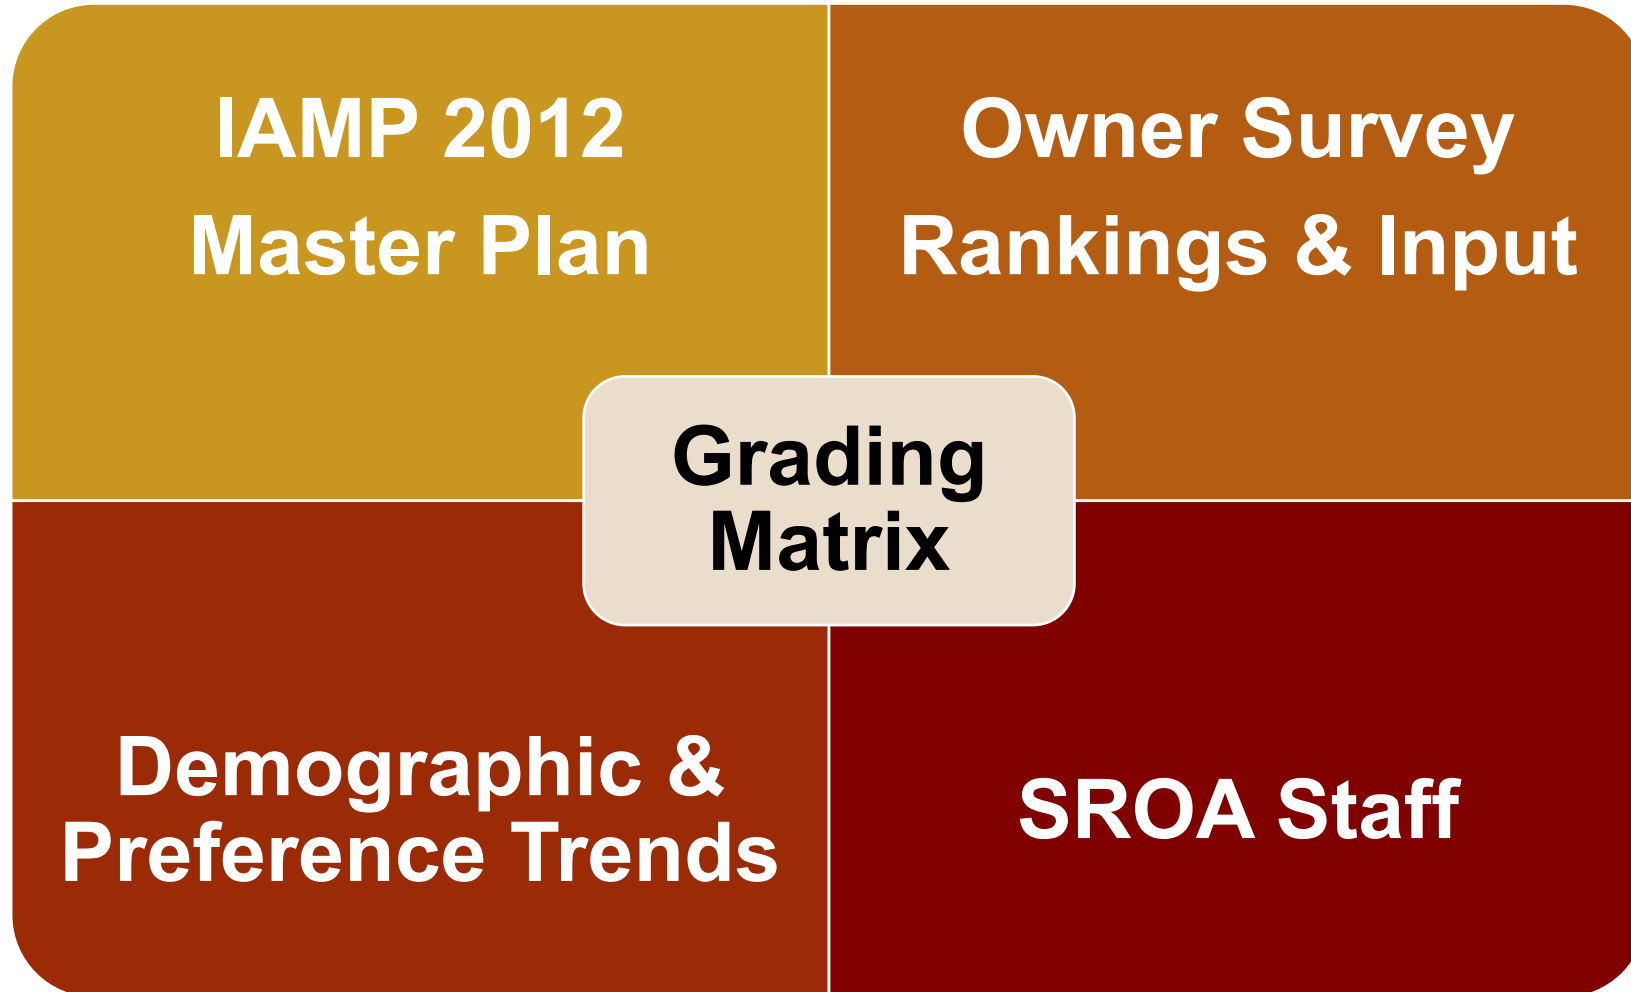 IAMP 2012
Master Plan
Owner Survey
Rankings & Input
Grading
Matrix
Demographic &
Preference Trends
SROA Staff